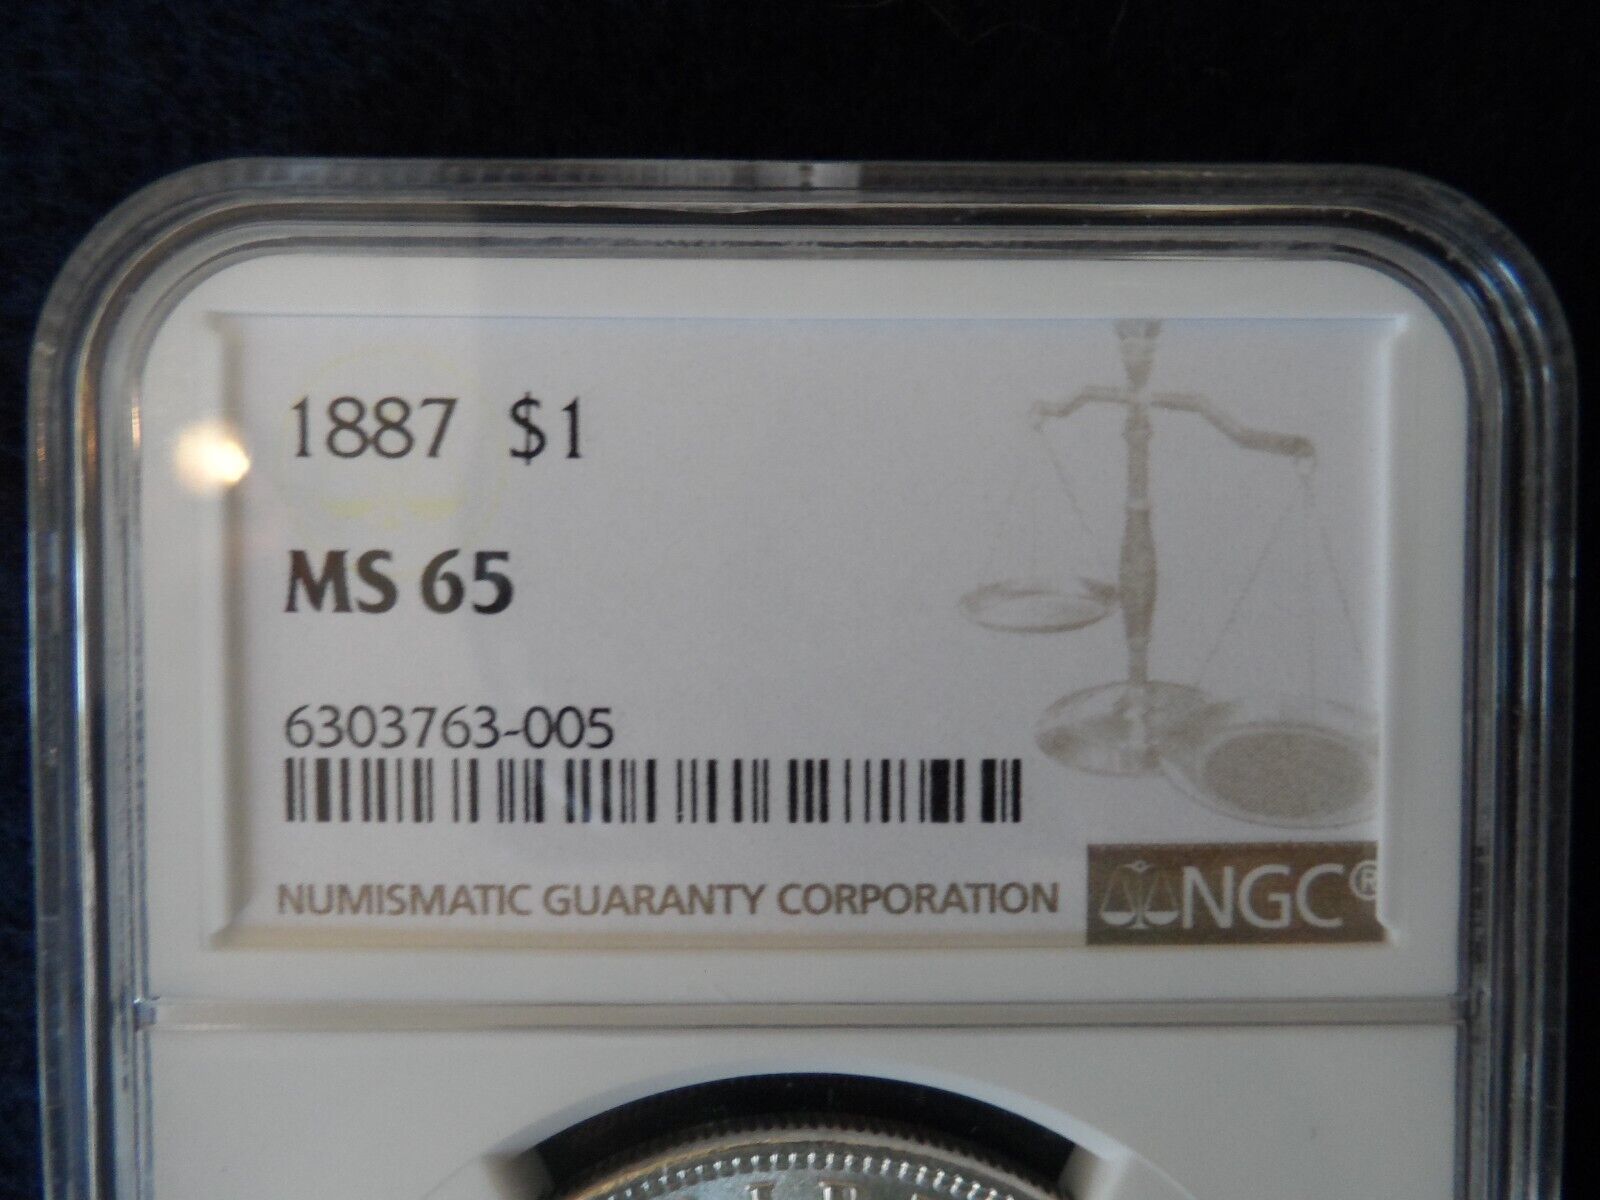 1887 $1
MS 65
6303763-005
NUMISMATIC GUARANTY CORPORATION
NGC®